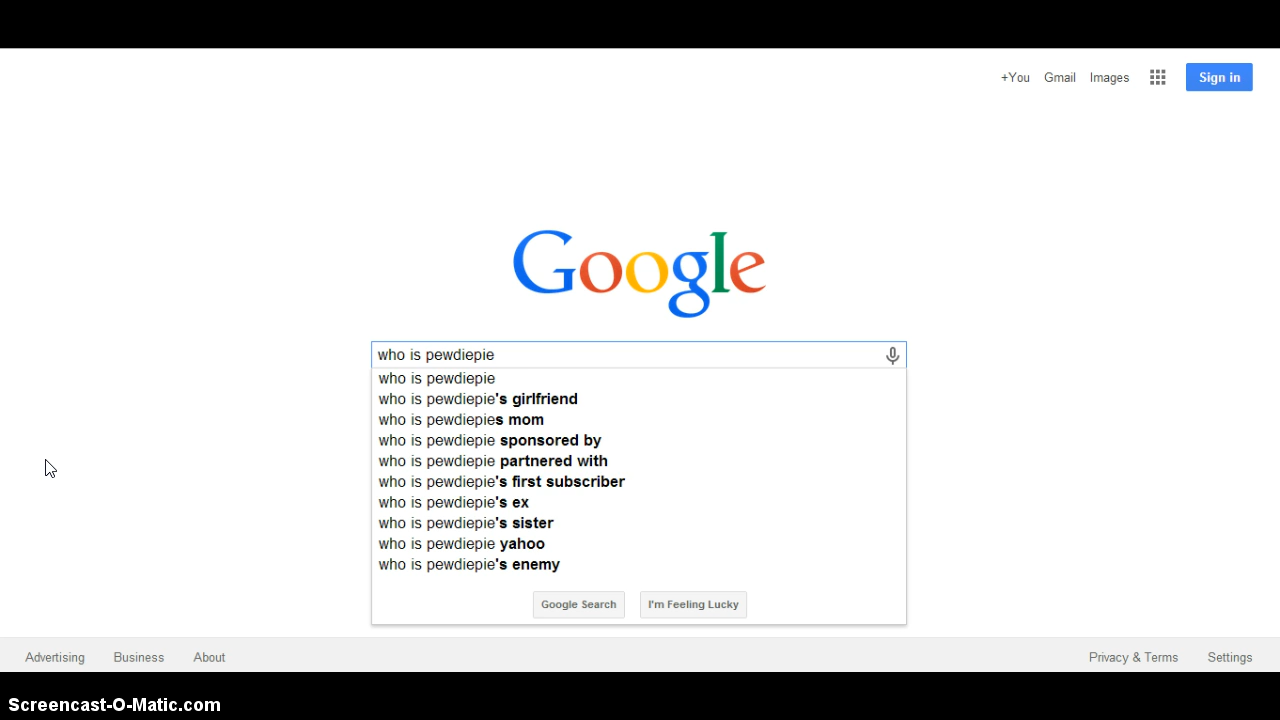 +You Gmail Images Sign in
Google
who is pewdiepie
who is pewdiepie
who is pewdiepie's girlfriend
who is pewdiepies mom
who is pewdiepie sponsored by
who is pewdiepie partnered with
who is pewdiepie's first subscriber
who is pewdiepie's ex
who is pewdiepie's sister
who is pewdiepie yahoo
who is pewdiepie's enemy
Google Search I'm Feeling Lucky
Advertising Business About Privacy & Terms Settings
Screencast-O-Matic.com